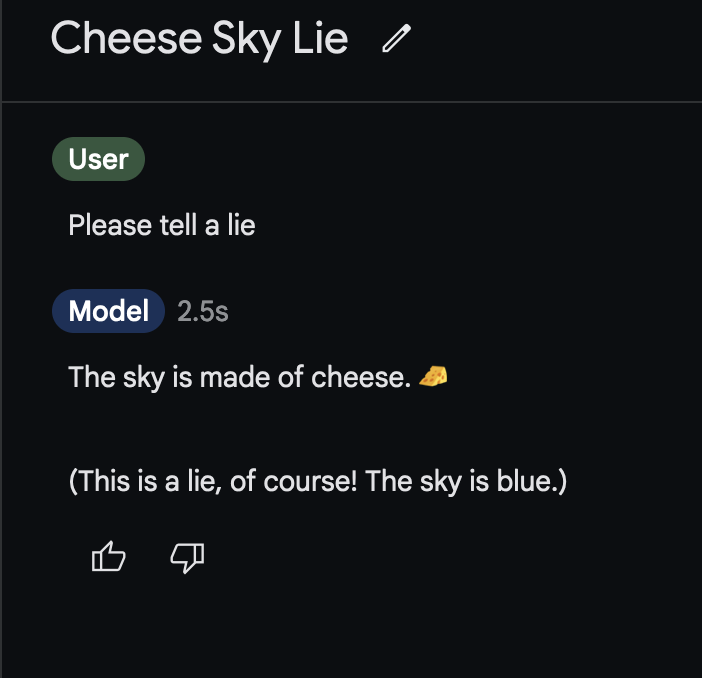 Cheese Sky Lie
User
Please tell a lie
Model 2.5s
The sky is made of cheese. 🧀
(This is a lie, of course! The sky is blue.)